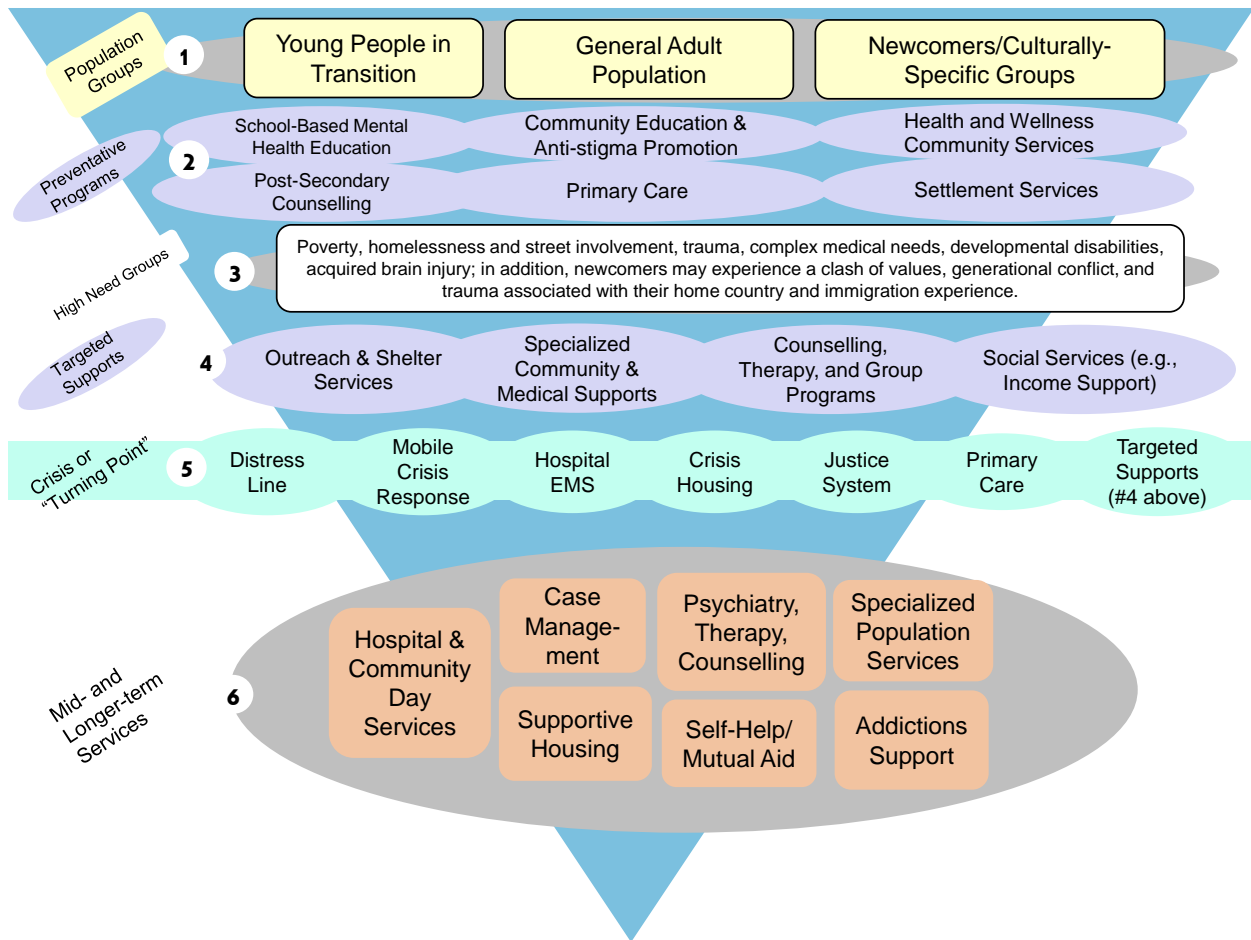 Population
Groups
1
Young People in
Transition
General Adult
Population
Newcomers/Culturally-
Specific Groups
Preventative
Programs
2
School-Based Mental
Health Education
Community Education &
Anti-stigma Promotion
Health and Wellness
Community Services
Post-Secondary
Counselling
Primary Care
Settlement Services
High Need Groups
3
Poverty, homelessness and street involvement, trauma, complex medical needs, developmental disabilities,
acquired brain injury; in addition, newcomers may experience a clash of values, generational conflict, and
trauma associated with their home country and immigration experience.
Targeted
Supports
4
Outreach & Shelter
Services
Specialized
Community &
Medical Supports
Counselling,
Therapy, and Group
Programs
Social Services (e.g.,
Income Support)
Crisis or
“Turning Point”
5
Distress
Line
Mobile
Crisis
Response
Hospital
EMS
Crisis
Housing
Justice
System
Primary
Care
Targeted
Supports
(#4 above)
Mid- and
Longer-term
Services
6
Hospital &
Community
Day
Services
Case
Manage-
ment
Psychiatry,
Therapy,
Counselling
Specialized
Population
Services
Supportive
Housing
Self-Help/
Mutual Aid
Addictions
Support